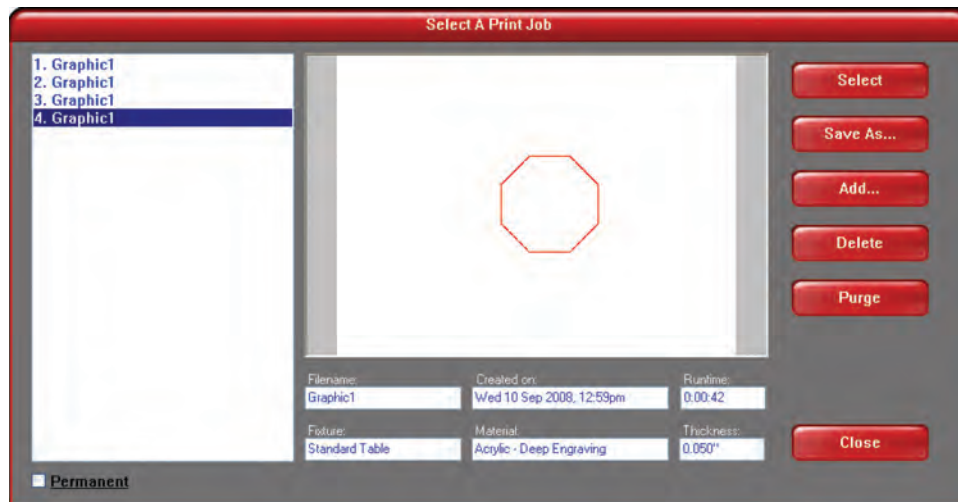 Select A Print Job
1. Graphic1
2. Graphic1
3. Graphic1
4. Graphic1
Select
Save As...
Add...
Delete
Purge
Filename:
Created on:
Runtime:
Graphic1
Wed 10 Sep 2008, 12:59pm
0:00:42
Fixture:
Material:
Thickness:
Standard Table
Acrylic - Deep Engraving
0.050"
Close
Permanent